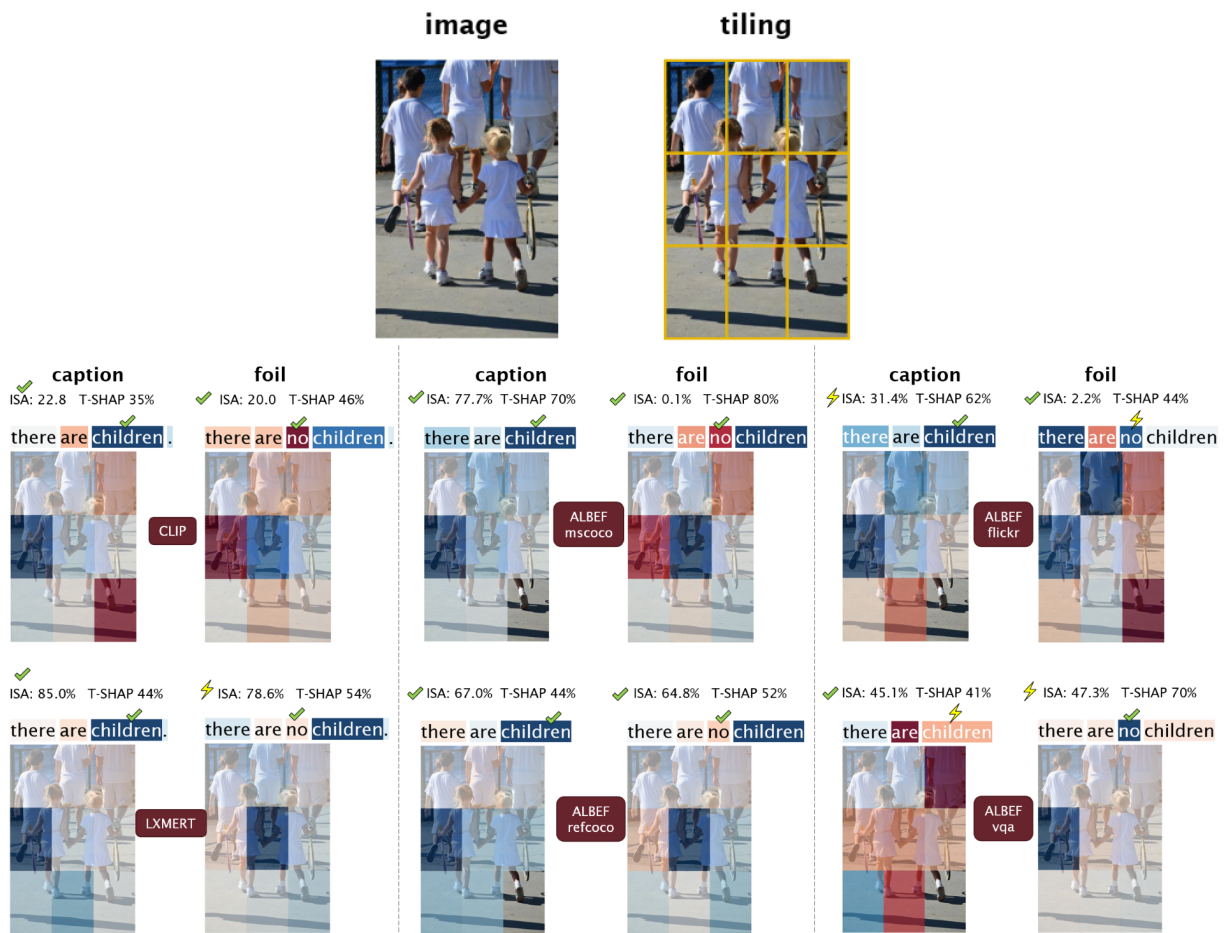 image
tiling
caption
foil
ISA: 22.8 T-SHAP 35%
ISA: 20.0 T-SHAP 46%
there are children .
there are no children .
CLIP
caption
foil
ISA: 77.7% T-SHAP 70%
ISA: 0.1% T-SHAP 80%
there are children
there are no children
ALBEF
mscoco
caption
foil
ISA: 31.4% T-SHAP 62%
ISA: 2.2% T-SHAP 44%
there are children
there are no children
ALBEF
flickr
ISA: 85.0% T-SHAP 44%
ISA: 78.6% T-SHAP 54%
there are children.
there are no children.
LXMERT
ISA: 67.0% T-SHAP 44%
ISA: 64.8% T-SHAP 52%
there are children
there are no children
ALBEF
refcoco
ISA: 45.1% T-SHAP 41%
ISA: 47.3% T-SHAP 70%
there are children
there are no children
ALBEF
vqa